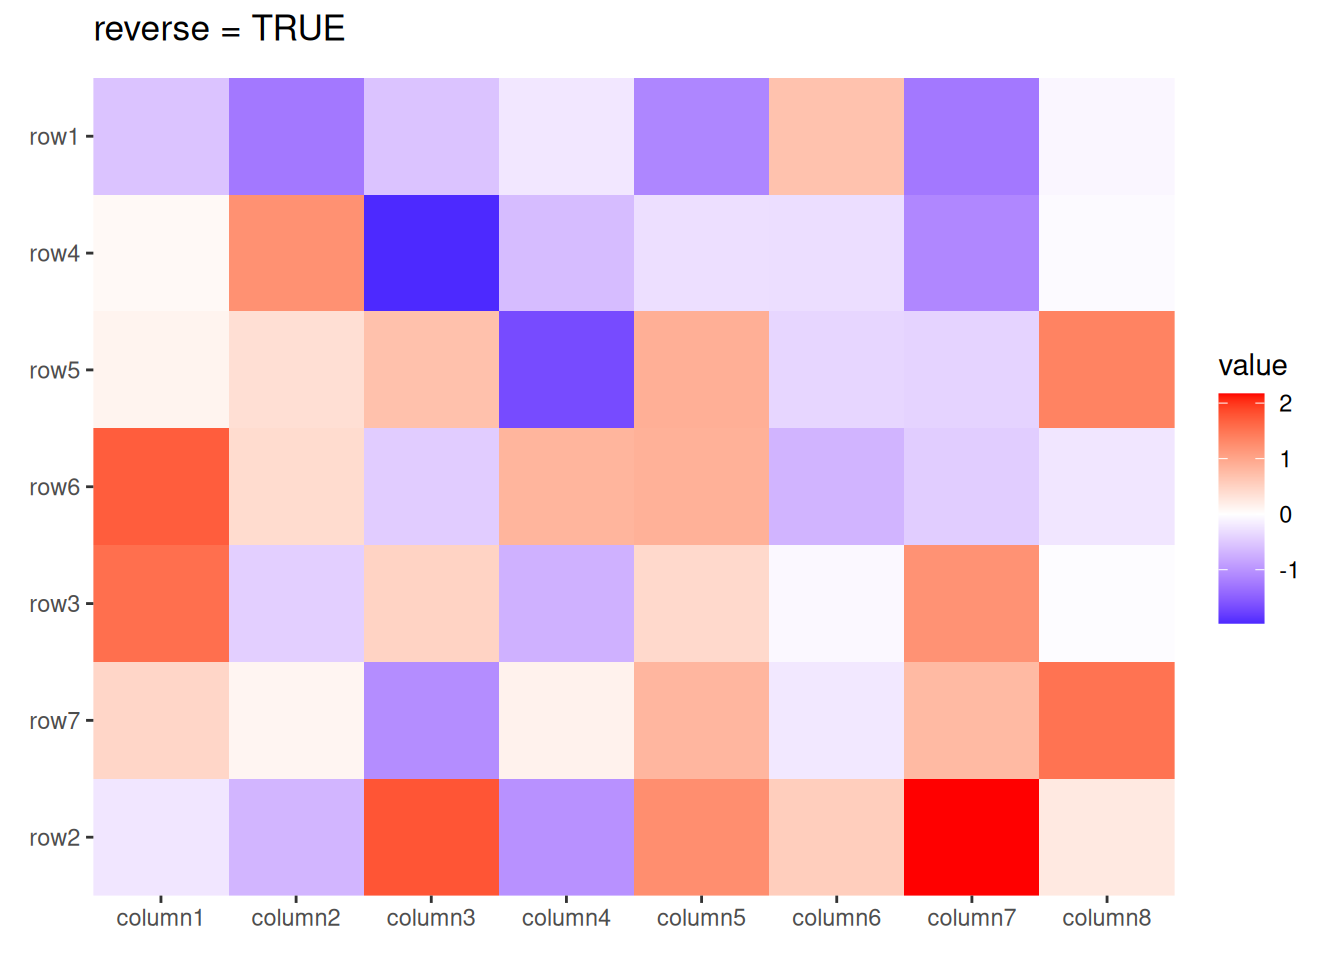 reverse = TRUE
row1
row4
row5
row6
row3
row7
row2
column1 column2 column3 column4 column5 column6 column7 column8
value
2
1
0
-1